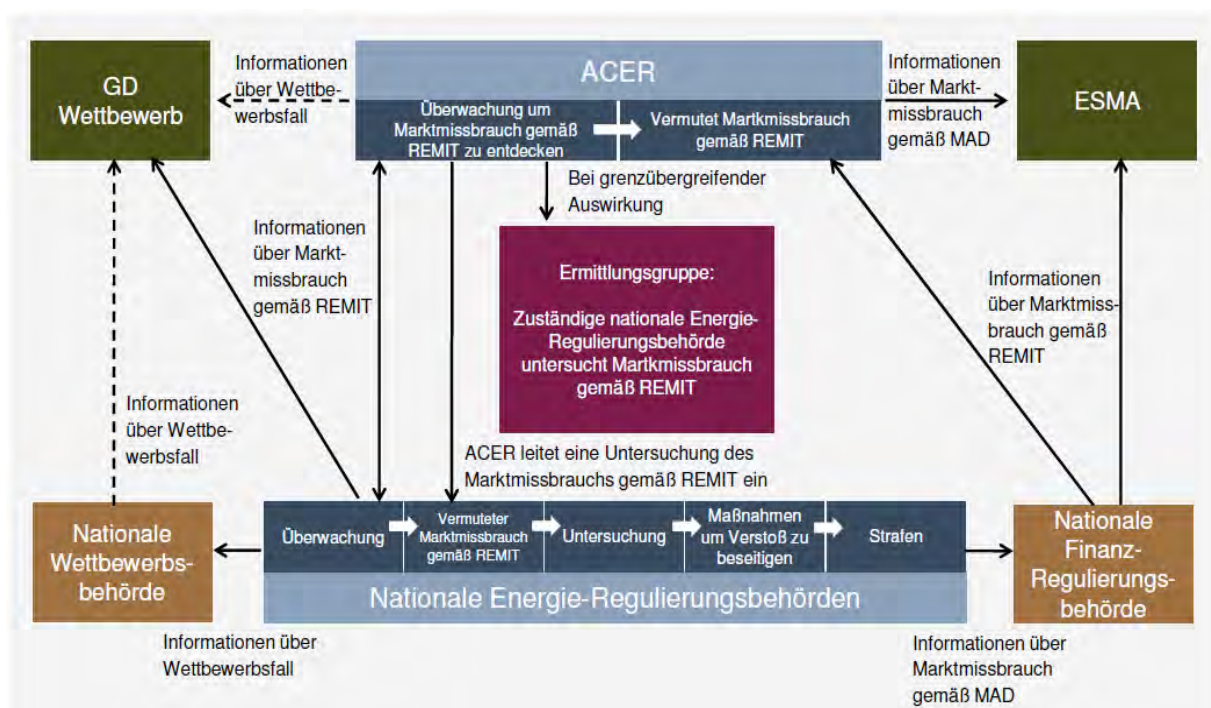 GD
Wettbewerb
Informationen
über Wettbe-
werbsfall
ACER
Überwachung um
Marktmissbrauch gemäß
REMIT zu entdecken
Vermutet Martkmissbrauch
gemäß REMIT
Informationen
über Markt-
missbrauch
gemäß MAD
ESMA
Bei grenzübergreifender
Auswirkung
Informationen
über Markt-
missbrauch
gemäß REMIT
Ermittlungsgruppe:
Zuständige nationale Energie-
Regulierungsbehörde
untersucht Martkmissbrauch
gemäß REMIT
Informationen
über Marktmiss-
brauch gemäß
REMIT
Informationen
über Wettbe-
werbsfall
ACER leitet eine Untersuchung des
Marktmissbrauchs gemäß REMIT ein
Nationale
Wettbewerbs-
behörde
Überwachung
Vermuteter
Marktmissbrauch
gemäß REMIT
Untersuchung
Maßnahmen
um Verstoß zu
beseitigen
Strafen
Nationale Energie-Regulierungsbehörden
Nationale
Finanz-
Regulierungs-
behörde
Informationen über
Wettbewerbsfall
Informationen über
Marktmissbrauch
gemäß MAD